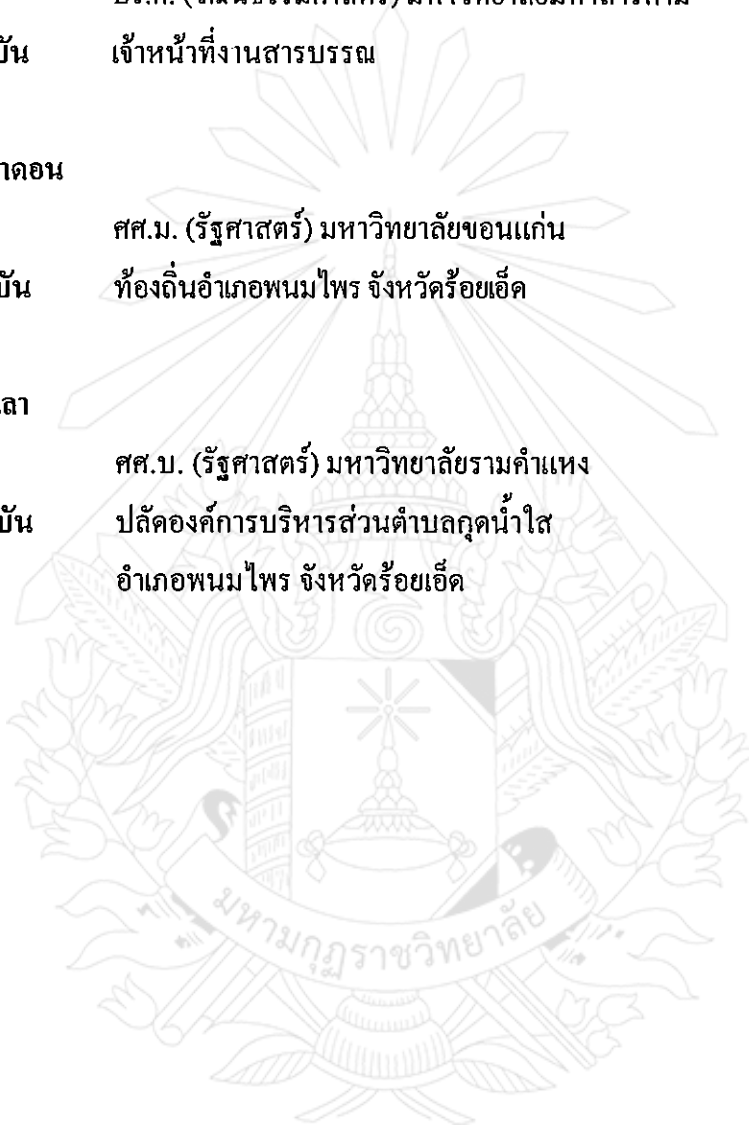 บัน เจ้าหน้าที่งานสารบรรณ
าดอน
ศศ.ม. (รัฐศาสตร์) มหาวิทยาลัยขอนแก่น
บัน ท้องถิ่นอำเภอพนมไพร จังหวัดร้อยเอ็ด
ลา
ศศ.บ. (รัฐศาสตร์) มหาวิทยาลัยรามคำแหง
บัน ปลัดองค์การบริหารส่วนตำบลกุดน้ำใส
อำเภอพนมไพร จังหวัดร้อยเอ็ด
มหามกุฏราชวิทยาลัย